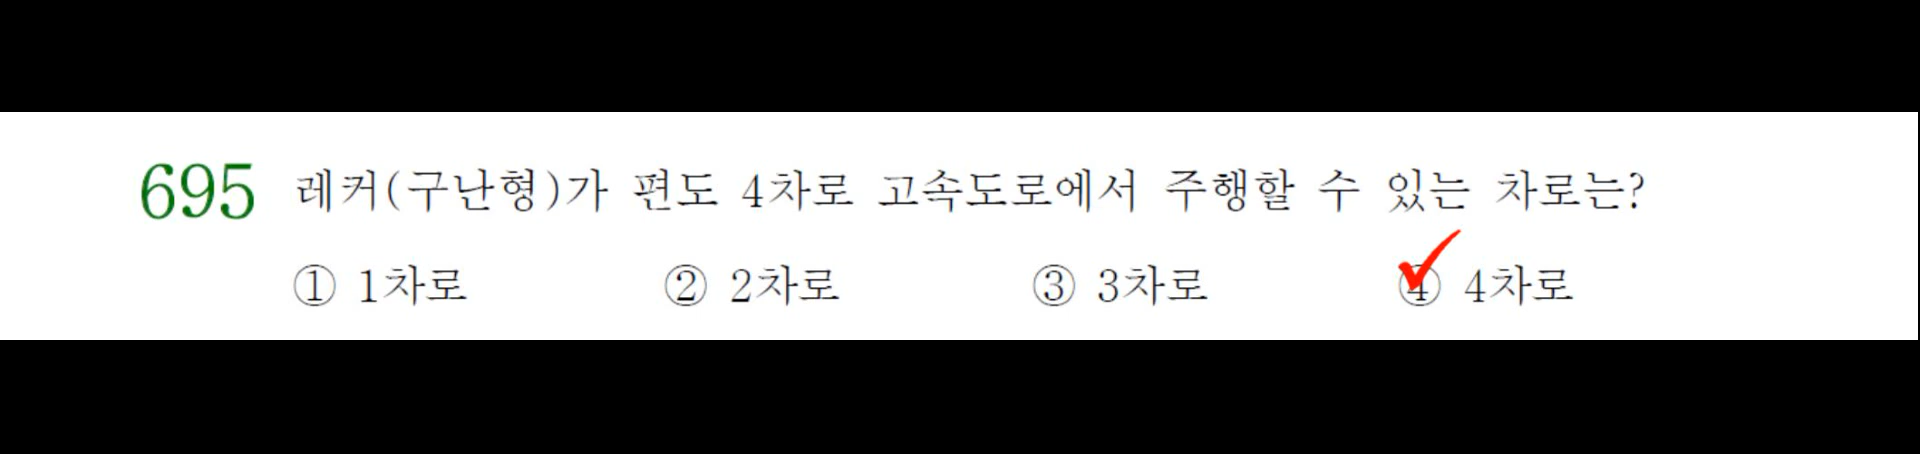 695 레커(구난형)가 편도 4차로 고속도로에서 주행할 수 있는 차로는?
① 1차로 ② 2차로 ③ 3차로 ④ 4차로